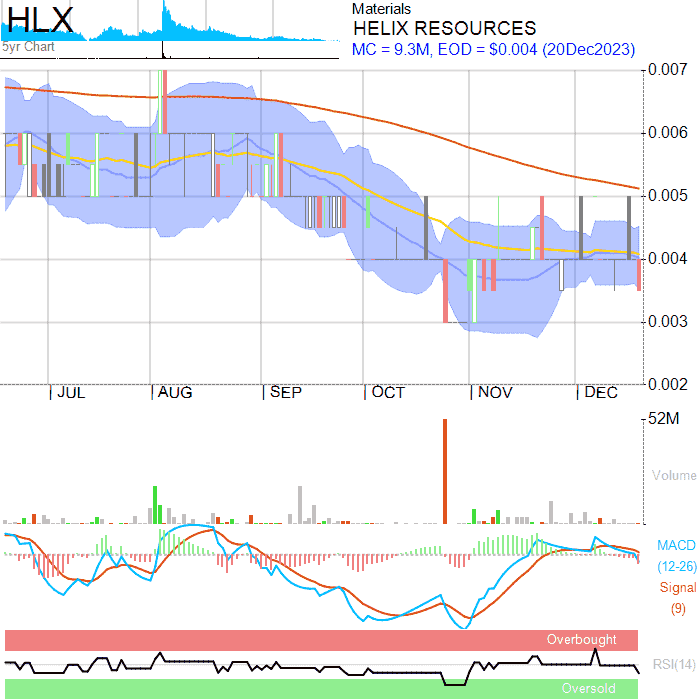 HLX
5yr Chart
Materials
HELIX RESOURCES
MC = 9.3M, EOD = $0.004 (20Dec2023)
0.007
0.006
0.005
0.004
0.003
0.002
JUL AUG SEP OCT NOV DEC
52M
Volume
MACD
(12-26)
Signal
(9)
Overbought
RSI(14)
Oversold